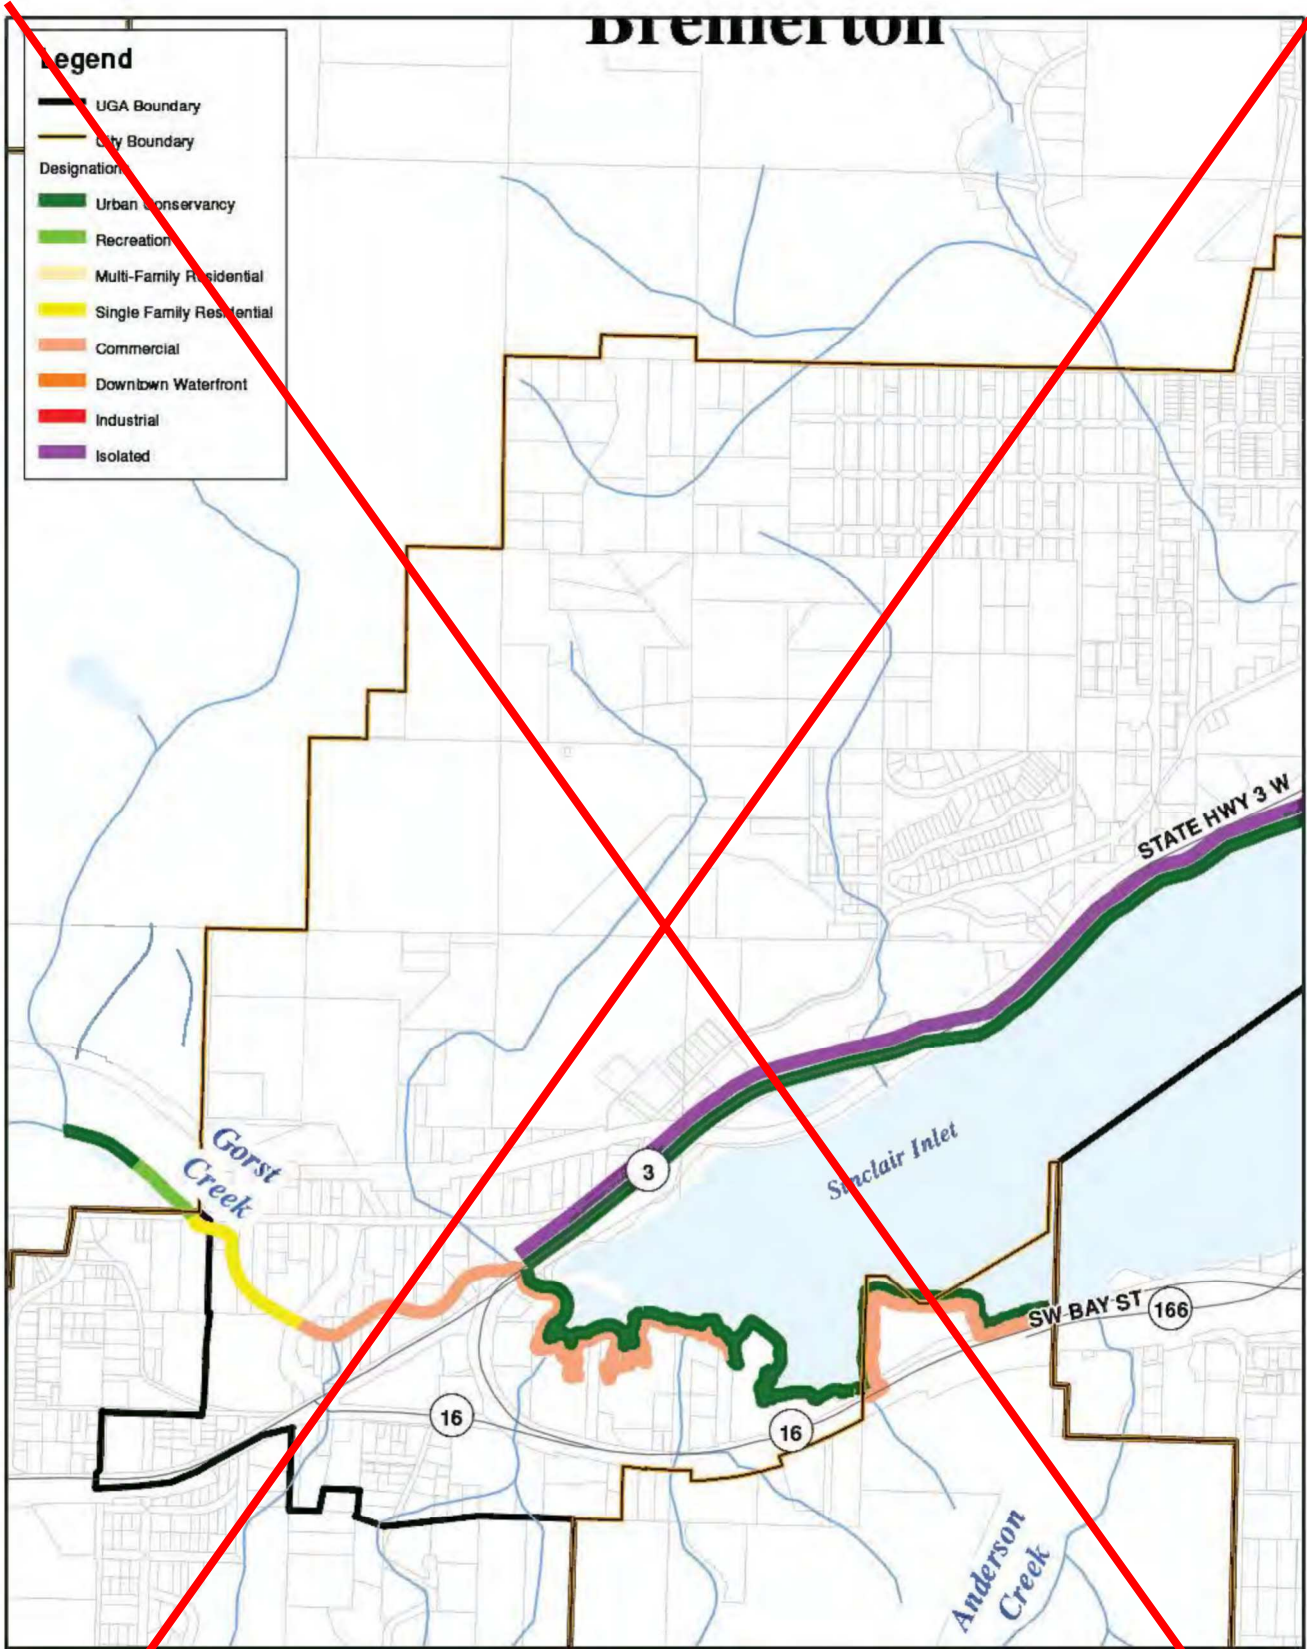 Bremerton
Legend
UGA Boundary
City Boundary
Designation
Urban Conservancy
Recreation
Multi-Family Residential
Single Family Residential
Commercial
Downtown Waterfront
Industrial
Isolated
STATE HWY 3 W
Gorst
Creek
3
Sinclair Inlet
SW BAY ST
166
16
16
Anderson
Creek